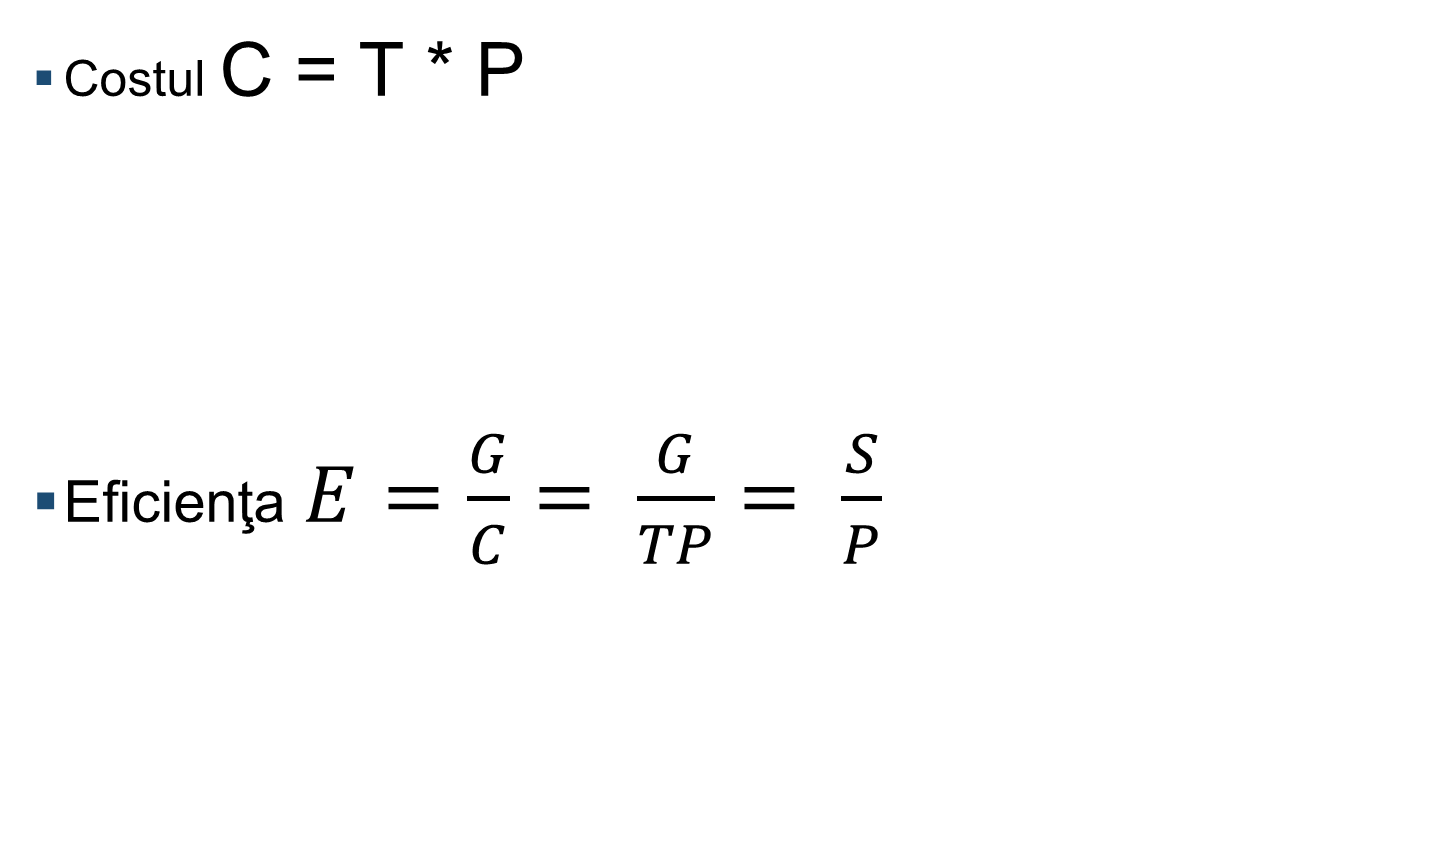 ▪ Costul C = T * P
▪ Eficienţa E = G/C = G/TP = S/P